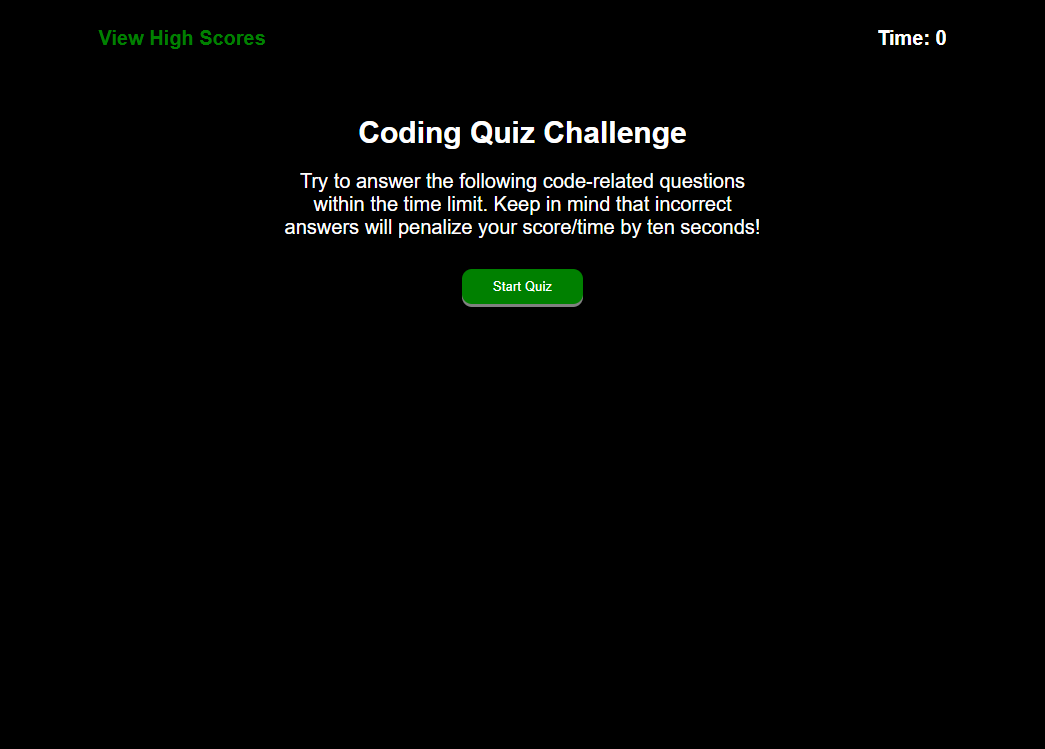 View High Scores
Time: 0
Coding Quiz Challenge
Try to answer the following code-related questions
within the time limit. Keep in mind that incorrect
answers will penalize your score/time by ten seconds!
Start Quiz